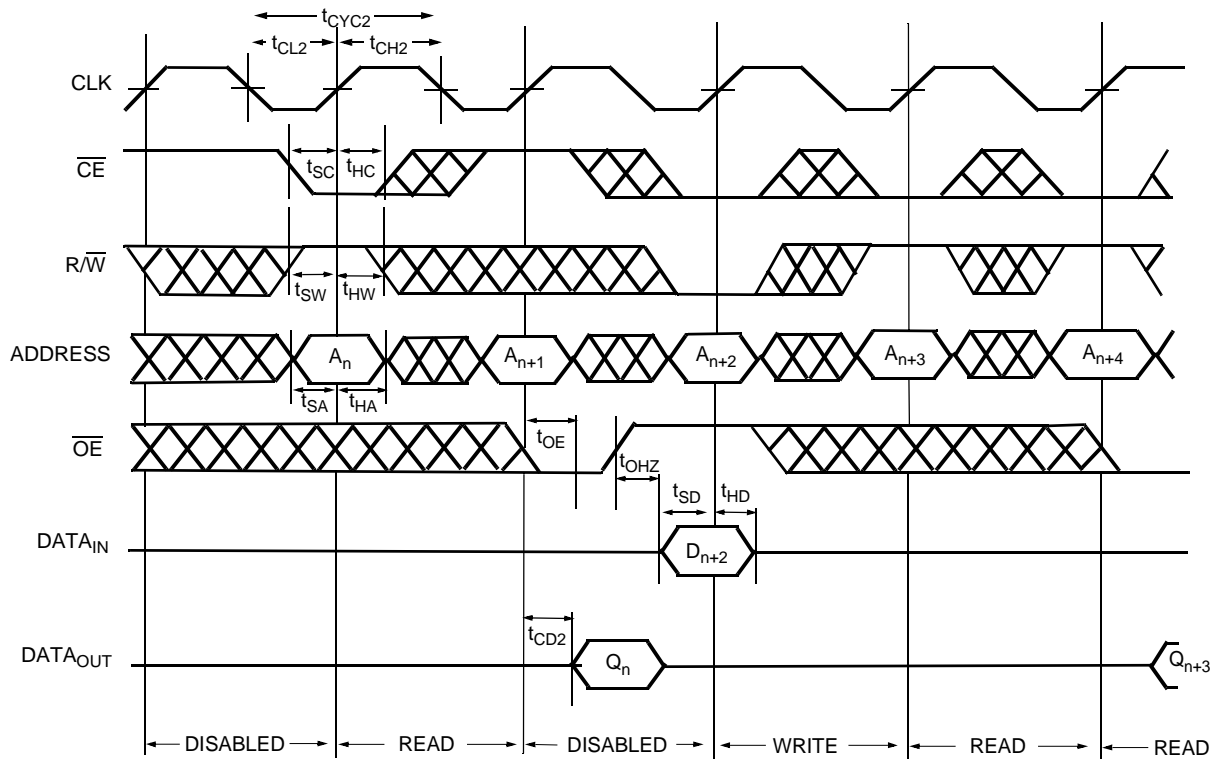 tCYC2
tCL2 tCH2
CLK
CE tSC tHC
R/W
tSW tHW
ADDRESS An An+1 An+2 An+3 An+4
tSA tHA
OE tOE
tOHZ
tSD tHD
DATAIN Dn+2
tCD2
DATAOUT Qn Qn+3
DISABLED READ DISABLED WRITE READ READ